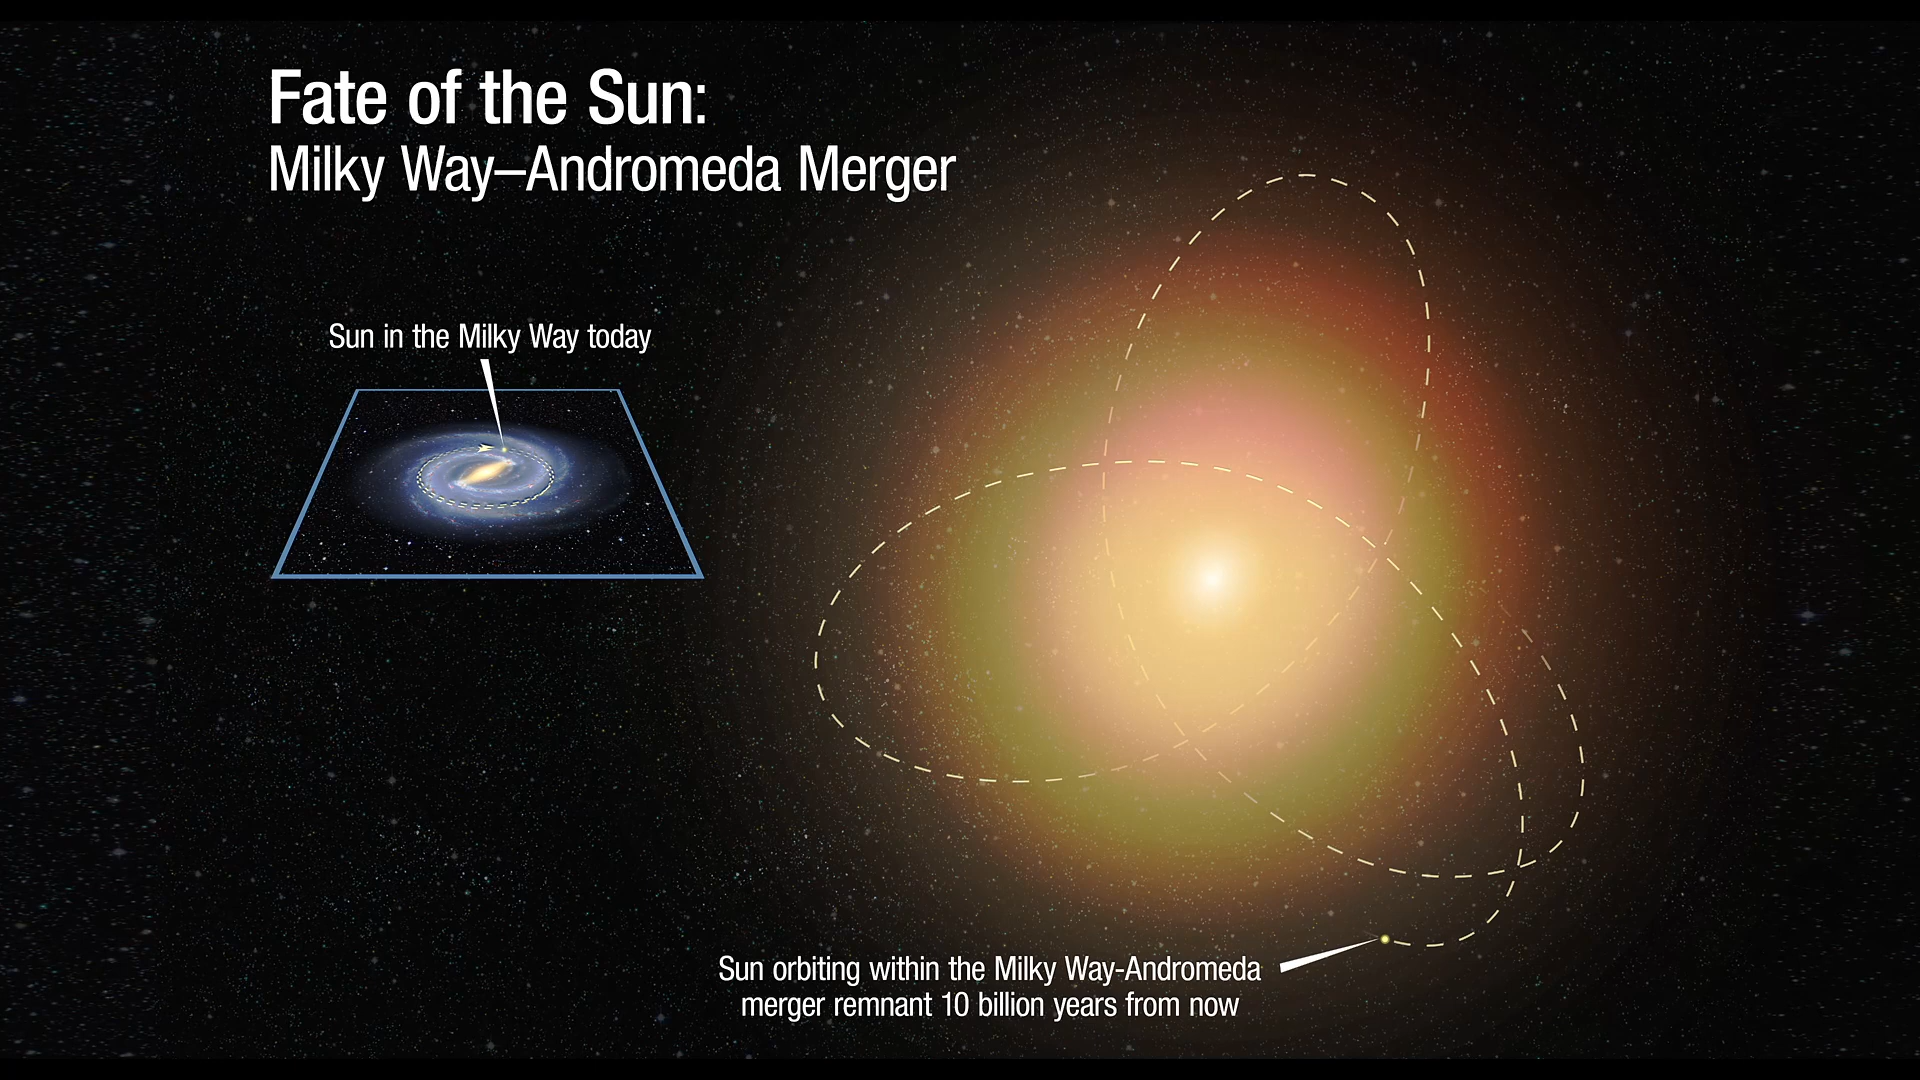 Fate of the Sun:
Milky Way–Andromeda Merger
Sun in the Milky Way today
Sun orbiting within the Milky Way-Andromeda
merger remnant 10 billion years from now